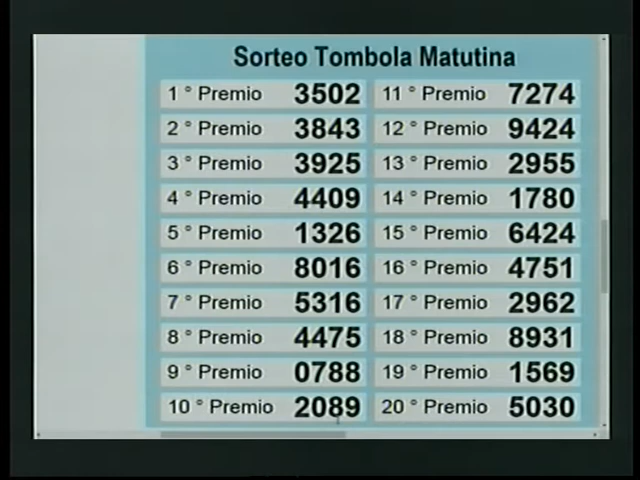 Sorteo Tombola Matutina
1 ° Premio 3502 11 ° Premio 7274
2 ° Premio 3843 12 ° Premio 9424
3 ° Premio 3925 13 ° Premio 2955
4 ° Premio 4409 14 ° Premio 1780
5 ° Premio 1326 15 ° Premio 6424
6 ° Premio 8016 16 ° Premio 4751
7 ° Premio 5316 17 ° Premio 2962
8 ° Premio 4475 18 ° Premio 8931
9 ° Premio 0788 19 ° Premio 1569
10 ° Premio 2089 20 ° Premio 5030